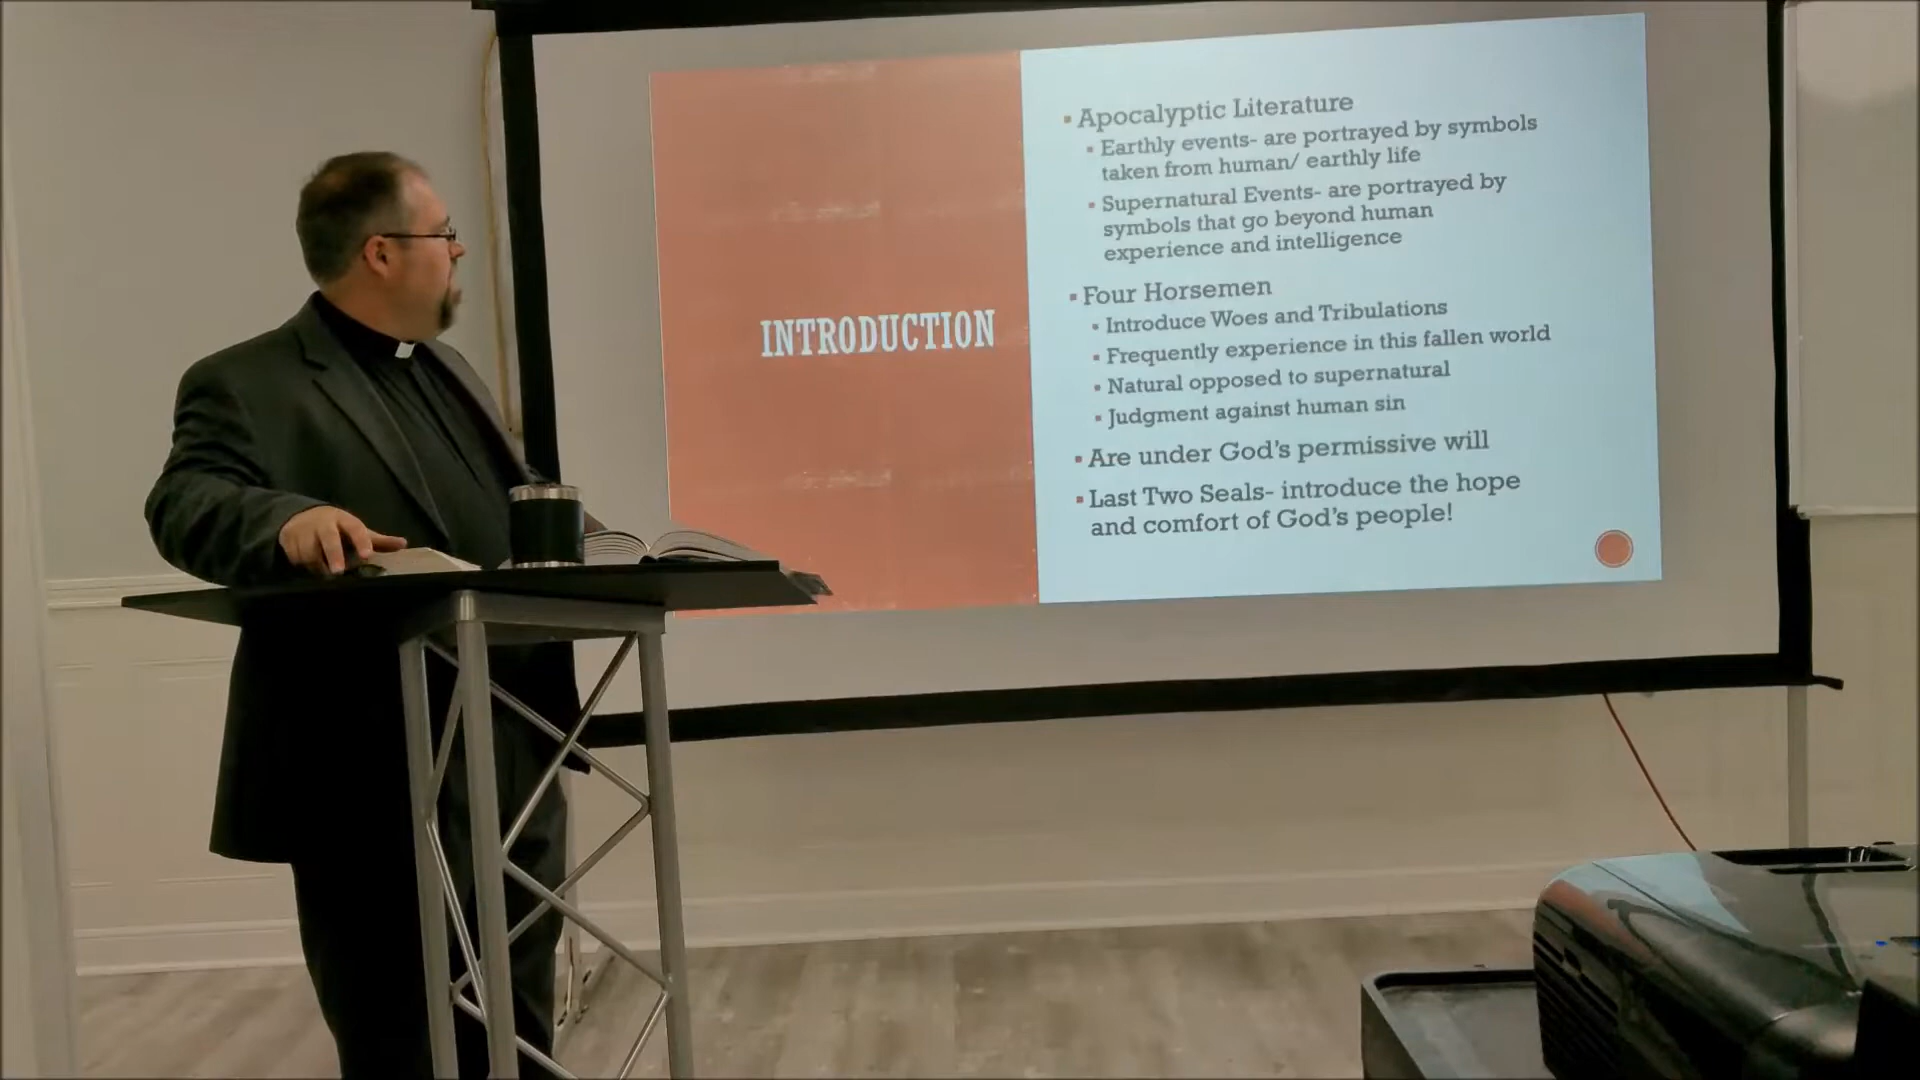 INTRODUCTION
Apocalyptic Literature
Earthly events- are portrayed by symbols
taken from human/ earthly life
Supernatural Events- are portrayed by
symbols that go beyond human
experience and intelligence
Four Horsemen
Introduce Woes and Tribulations
Frequently experience in this fallen world
Natural opposed to supernatural
Judgment against human sin
Are under God's permissive will
Last Two Seals- introduce the hope
and comfort of God's people!